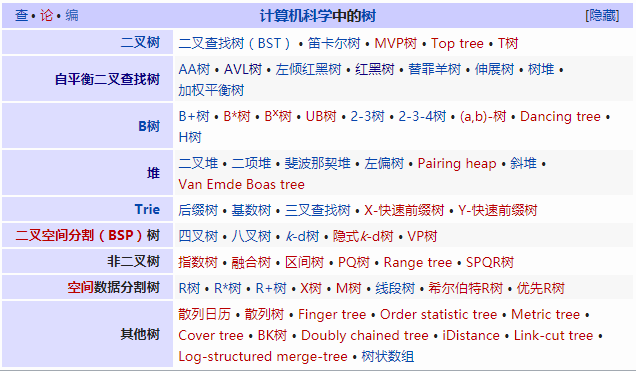 查 • 论 • 编 计算机科学中的树 [隐藏]
二叉树 二叉查找树（BST） • 笛卡尔树 • MVP树 • Top tree • T树
自平衡二叉查找树 AA树 • AVL树 • 左倾红黑树 • 红黑树 • 替罪羊树 • 伸展树 • 树堆 •
加权平衡树
B树 B+树 • B*树 • Bx树 • UB树 • 2-3树 • 2-3-4树 • (a,b)-树 • Dancing tree •
H树
堆 二叉堆 • 二项堆 • 斐波那契堆 • 左偏树 • Pairing heap • 斜堆 •
Van Emde Boas tree
Trie 后缀树 • 基数树 • 三叉查找树 • X-快速前缀树 • Y-快速前缀树
二叉空间分割（BSP）树 四叉树 • 八叉树 • k-d树 • 隐式k-d树 • VP树
非二叉树 指数树 • 融合树 • 区间树 • PQ树 • Range tree • SPQR树
空间数据分割树 R树 • R*树 • R+树 • X树 • M树 • 线段树 • 希尔伯特R树 • 优先R树
其他树 散列日历 • 散列树 • Finger tree • Order statistic tree • Metric tree •
Cover tree • BK树 • Doubly chained tree • iDistance • Link-cut tree •
Log-structured merge-tree • 树状数组